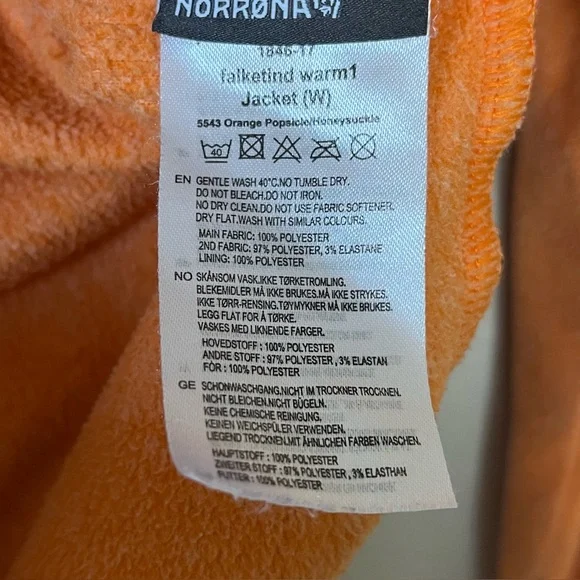 NORRØNA
1846-17
falketind warm1
Jacket (W)
5543 Orange Popsicle/Honeysuckle
40
EN GENTLE WASH 40°C.NO TUMBLE DRY.
DO NOT BLEACH.DO NOT IRON.
NO DRY CLEAN.DO NOT USE FABRIC SOFTENER.
DRY FLAT.WASH WITH SIMILAR COLOURS.
MAIN FABRIC: 100% POLYESTER
2ND FABRIC: 97% POLYESTER, 3% ELASTANE
LINING: 100% POLYESTER
NO SKÅNSOM VASK.IKKE TØRKETROMLING.
BLEKEMIDLER MÅ IKKE BRUKES.MÅ IKKE STRYKES.
IKKE TØRR-RENSING.TØYMYKNER MÅ IKKE BRUKES.
LEGG FLAT FOR Å TØRKE.
VASKES MED LIKNENDE FARGER.
HOVEDSTOFF : 100% POLYESTER
ANDRE STOFF : 97% POLYESTER , 3% ELASTAN
FÔR : 100% POLYESTER
GE SCHONWASCHGANG.NICHT IM TROCKNER TROCKNEN.
NICHT BLEICHEN.NICHT BÜGELN.
KEINE CHEMISCHE REINIGUNG.
KEINEN WEICHSPÜLER VERWENDEN.
LIEGEND TROCKNEN.MIT ÄHNLICHEN FARBEN WASCHEN.
HAUPTSTOFF : 100% POLYESTER
ZWEITER STOFF : 97% POLYESTER , 3% ELASTHAN
FUTTER : 100% POLYESTER